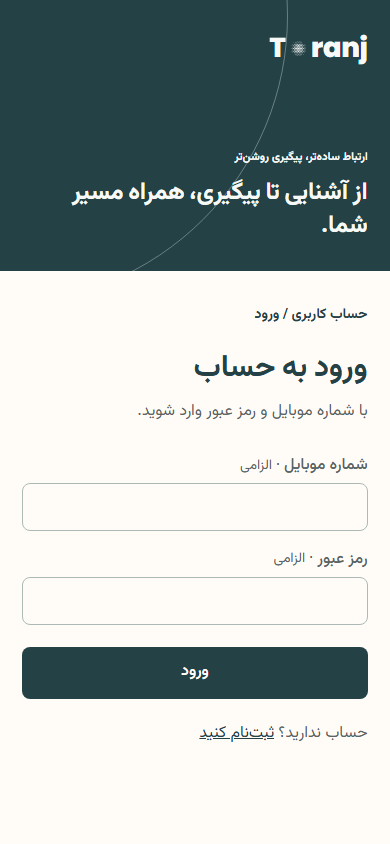 Toranj
ارتباط ساده‌تر، پیگیری روشن‌تر
از آشنایی تا پیگیری، همراه مسیر
شما.
حساب کاربری / ورود
ورود به حساب
با شماره موبایل و رمز عبور وارد شوید.
شماره موبایل · الزامی
رمز عبور · الزامی
ورود
حساب ندارید؟ ثبت‌نام کنید